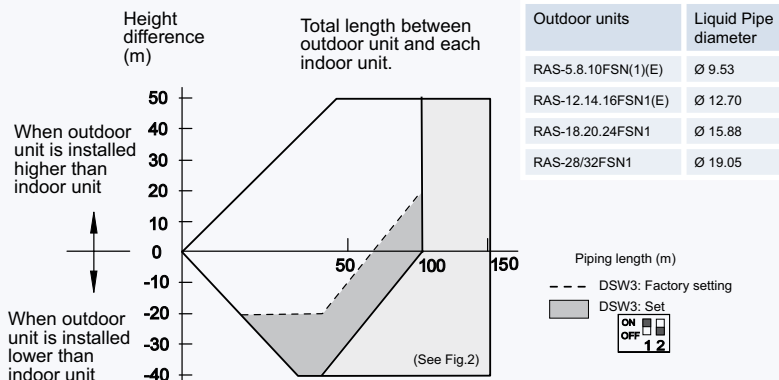 Height
difference
(m)
Total length between
outdoor unit and each
indoor unit.
Outdoor units
Liquid Pipe
diameter
RAS-5.8.10FSN(1)(E)
Ø 9.53
RAS-12.14.16FSN1(E)
Ø 12.70
RAS-18.20.24FSN1
Ø 15.88
RAS-28/32FSN1
Ø 19.05
When outdoor
unit is installed
higher than
indoor unit
When outdoor
unit is installed
lower than
indoor unit
50
40
30
20
10
0
-10
-20
-30
-40
50
100
150
(See Fig.2)
Piping length (m)
DSW3: Factory setting
DSW3: Set
ON
OFF
1 2